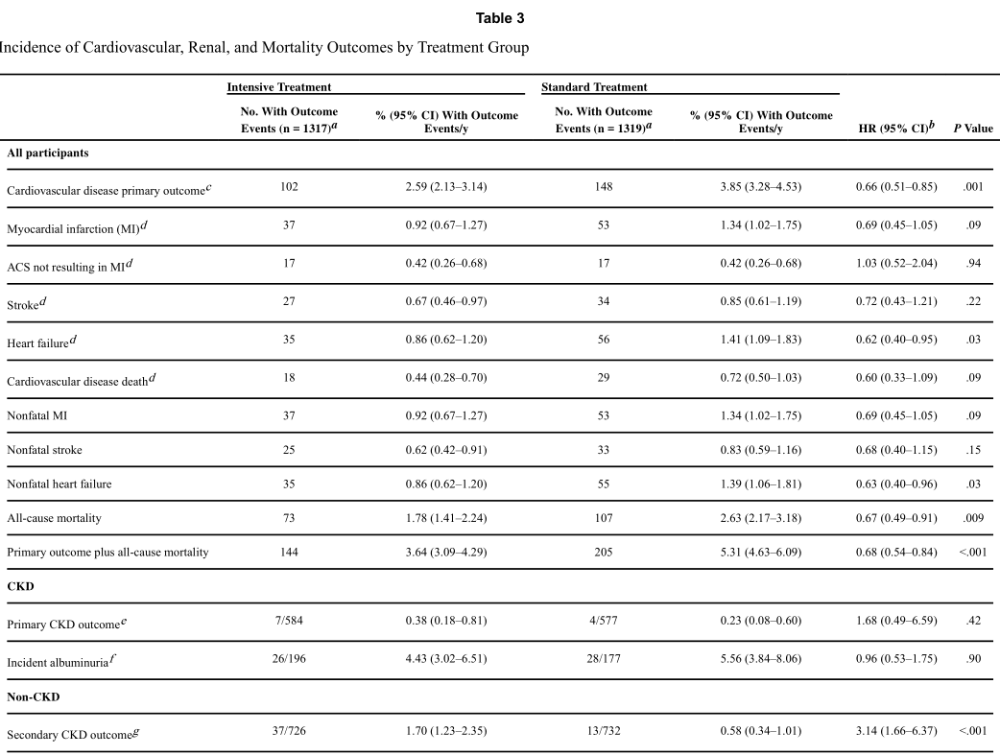 Table 3
Incidence of Cardiovascular, Renal, and Mortality Outcomes by Treatment Group
Intensive Treatment Standard Treatment
No. With Outcome Events (n = 1317)a % (95% CI) With Outcome Events/y No. With Outcome Events (n = 1319)a % (95% CI) With Outcome Events/y HR (95% CI)b P Value
All participants
Cardiovascular disease primary outcomec 102 2.59 (2.13–3.14) 148 3.85 (3.28–4.53) 0.66 (0.51–0.85) .001
Myocardial infarction (MI)d 37 0.92 (0.67–1.27) 53 1.34 (1.02–1.75) 0.69 (0.45–1.05) .09
ACS not resulting in MId 17 0.42 (0.26–0.68) 17 0.42 (0.26–0.68) 1.03 (0.52–2.04) .94
Stroked 27 0.67 (0.46–0.97) 34 0.85 (0.61–1.19) 0.72 (0.43–1.21) .22
Heart failured 35 0.86 (0.62–1.20) 56 1.41 (1.09–1.83) 0.62 (0.40–0.95) .03
Cardiovascular disease deathd 18 0.44 (0.28–0.70) 29 0.72 (0.50–1.03) 0.60 (0.33–1.09) .09
Nonfatal MI 37 0.92 (0.67–1.27) 53 1.34 (1.02–1.75) 0.69 (0.45–1.05) .09
Nonfatal stroke 25 0.62 (0.42–0.91) 33 0.83 (0.59–1.16) 0.68 (0.40–1.15) .15
Nonfatal heart failure 35 0.86 (0.62–1.20) 55 1.39 (1.06–1.81) 0.63 (0.40–0.96) .03
All-cause mortality 73 1.78 (1.41–2.24) 107 2.63 (2.17–3.18) 0.67 (0.49–0.91) .009
Primary outcome plus all-cause mortality 144 3.64 (3.09–4.29) 205 5.31 (4.63–6.09) 0.68 (0.54–0.84) <.001
CKD
Primary CKD outcomee 7/584 0.38 (0.18–0.81) 4/577 0.23 (0.08–0.60) 1.68 (0.49–6.59) .42
Incident albuminuriaf 26/196 4.43 (3.02–6.51) 28/177 5.56 (3.84–8.06) 0.96 (0.53–1.75) .90
Non-CKD
Secondary CKD outcomeg 37/726 1.70 (1.23–2.35) 13/732 0.58 (0.34–1.01) 3.14 (1.66–6.37) <.001